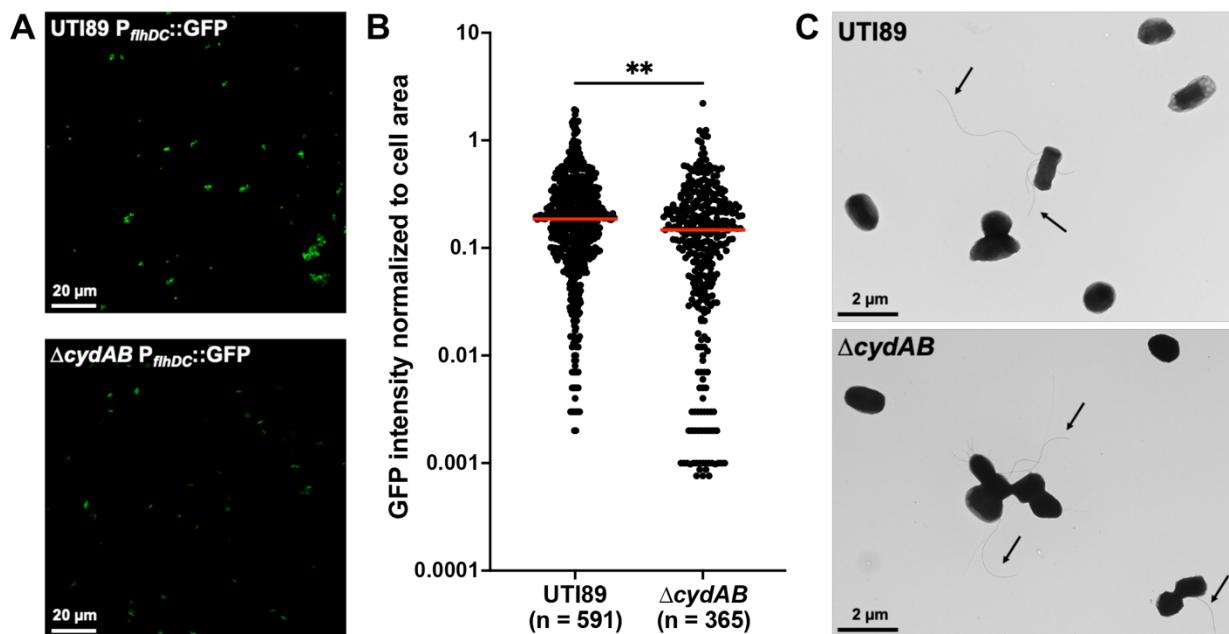 A
UTI89 PflhDC::GFP
20 µm
ΔcydAB PflhDC::GFP
20 µm
B
GFP intensity normalized to cell area
10
1
0.1
0.01
0.001
0.0001
**
UTI89
(n = 591)
ΔcydAB
(n = 365)
C
UTI89
2 µm
ΔcydAB
2 µm